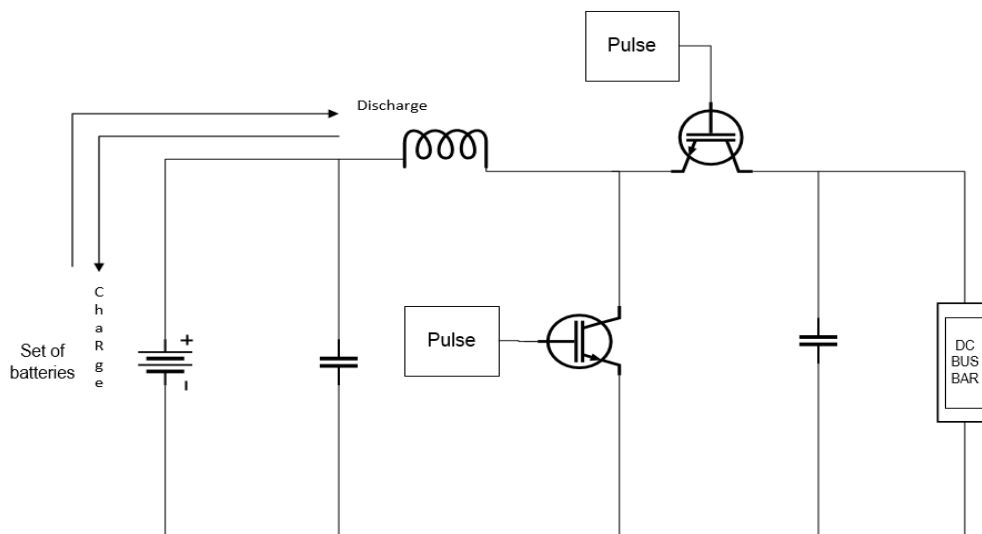 Pulse
Discharge
C
h
a
R
g
e
Pulse
Set of
batteries
+
-
DC
BUS
BAR